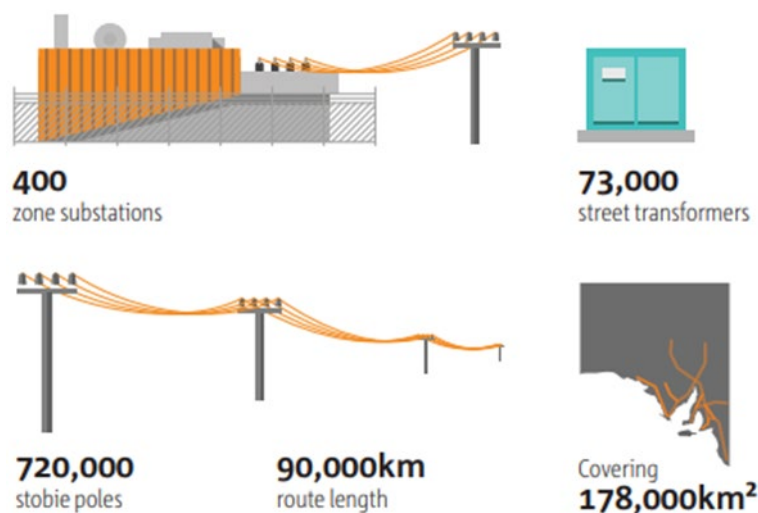 400
zone substations
73,000
street transformers
720,000
stobie poles
90,000km
route length
Covering
178,000km²